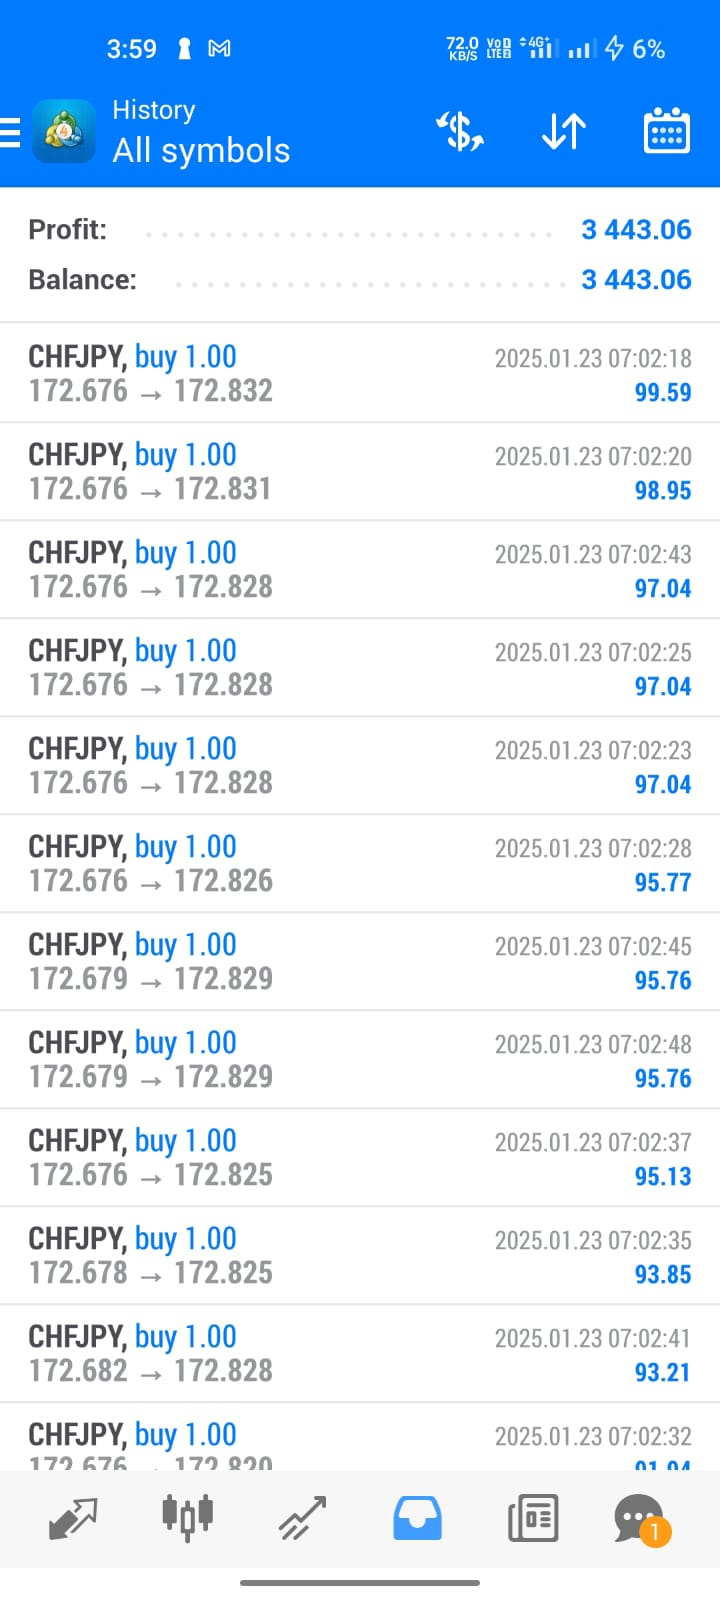 3:59
72.0 KB/S VoD LTE2 4G+ 6%
History
All symbols
Profit: 3 443.06
Balance: 3 443.06
CHFJPY, buy 1.00 2025.01.23 07:02:18
172.676 → 172.832 99.59
CHFJPY, buy 1.00 2025.01.23 07:02:20
172.676 → 172.831 98.95
CHFJPY, buy 1.00 2025.01.23 07:02:43
172.676 → 172.828 97.04
CHFJPY, buy 1.00 2025.01.23 07:02:25
172.676 → 172.828 97.04
CHFJPY, buy 1.00 2025.01.23 07:02:23
172.676 → 172.828 97.04
CHFJPY, buy 1.00 2025.01.23 07:02:28
172.676 → 172.826 95.77
CHFJPY, buy 1.00 2025.01.23 07:02:45
172.679 → 172.829 95.76
CHFJPY, buy 1.00 2025.01.23 07:02:48
172.679 → 172.829 95.76
CHFJPY, buy 1.00 2025.01.23 07:02:37
172.676 → 172.825 95.13
CHFJPY, buy 1.00 2025.01.23 07:02:35
172.678 → 172.825 93.85
CHFJPY, buy 1.00 2025.01.23 07:02:41
172.682 → 172.828 93.21
CHFJPY, buy 1.00 2025.01.23 07:02:32
1